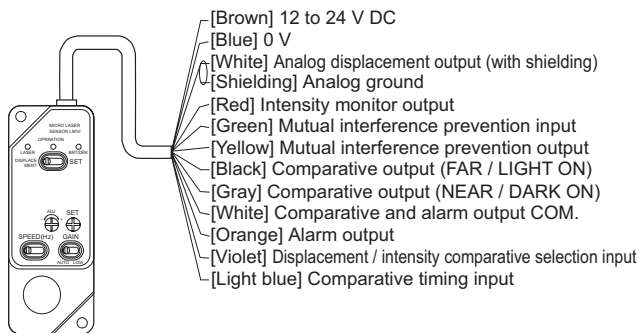 [Brown] 12 to 24 V DC
[Blue] 0 V
[White] Analog displacement output (with shielding)
[Shielding] Analog ground
[Red] Intensity monitor output
[Green] Mutual interference prevention input
[Yellow] Mutual interference prevention output
[Black] Comparative output (FAR / LIGHT ON)
[Gray] Comparative output (NEAR / DARK ON)
[White] Comparative and alarm output COM.
[Orange] Alarm output
[Violet] Displacement / intensity comparative selection input
[Light blue] Comparative timing input
MICRO LASER
SENSOR LM10
OPERATION
LASER BRT/DRK
DISPLACE
MENT SET
ADJ SET
SPEED(Hz) GAIN
AUTO LOW